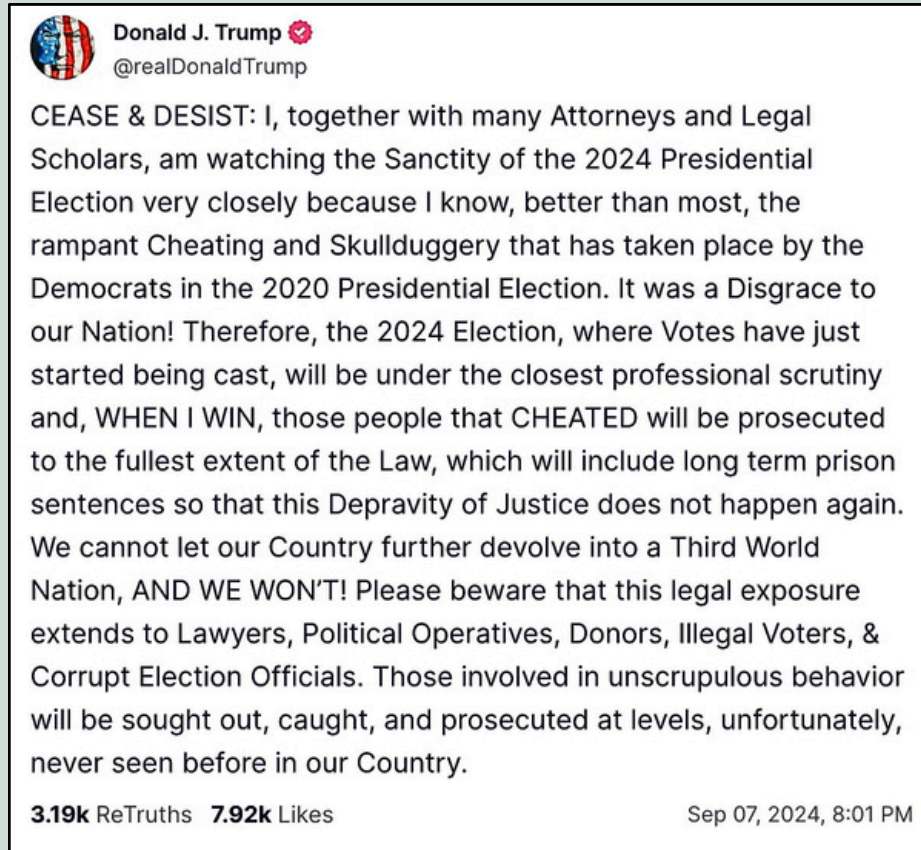 Donald J. Trump
@realDonaldTrump
CEASE & DESIST: I, together with many Attorneys and Legal
Scholars, am watching the Sanctity of the 2024 Presidential
Election very closely because I know, better than most, the
rampant Cheating and Skullduggery that has taken place by the
Democrats in the 2020 Presidential Election. It was a Disgrace to
our Nation! Therefore, the 2024 Election, where Votes have just
started being cast, will be under the closest professional scrutiny
and, WHEN I WIN, those people that CHEATED will be prosecuted
to the fullest extent of the Law, which will include long term prison
sentences so that this Depravity of Justice does not happen again.
We cannot let our Country further devolve into a Third World
Nation, AND WE WON'T! Please beware that this legal exposure
extends to Lawyers, Political Operatives, Donors, Illegal Voters, &
Corrupt Election Officials. Those involved in unscrupulous behavior
will be sought out, caught, and prosecuted at levels, unfortunately,
never seen before in our Country.
3.19k ReTruths 7.92k Likes Sep 07, 2024, 8:01 PM